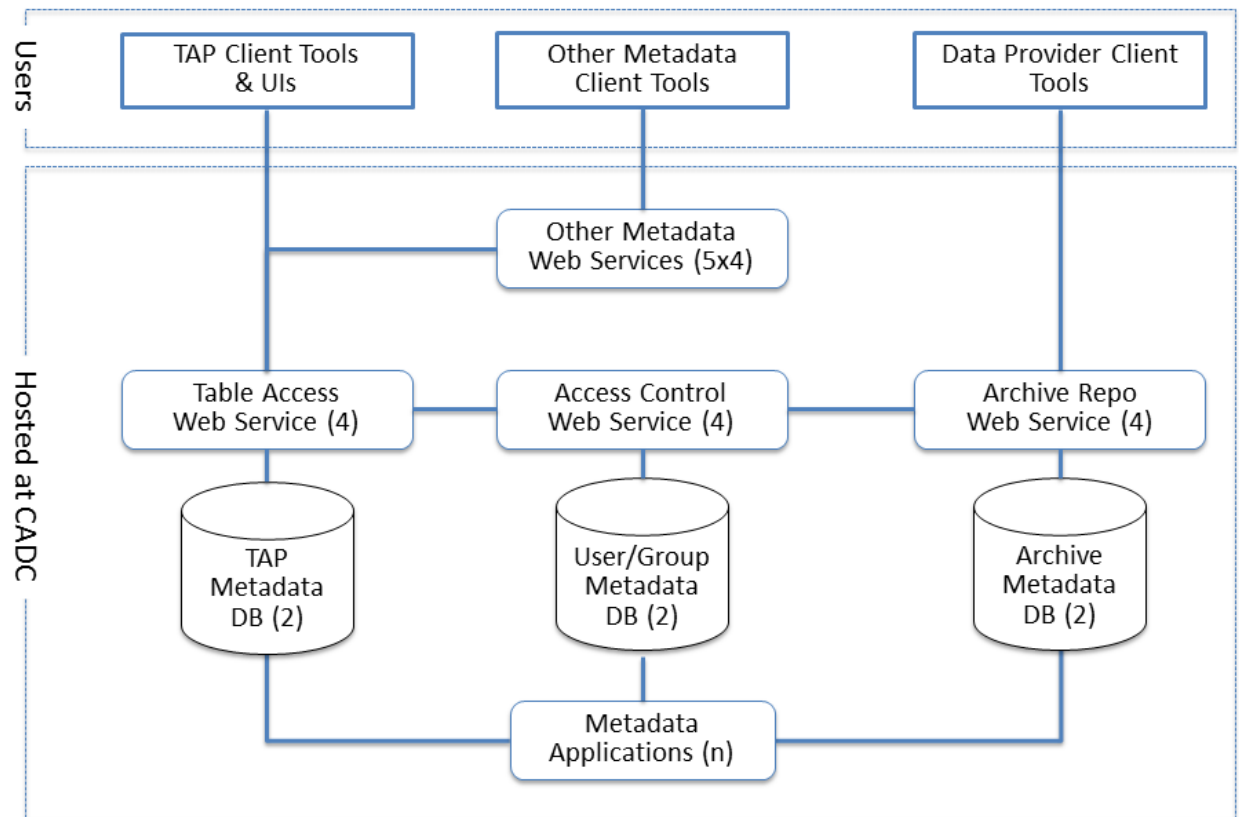 Users
TAP Client Tools
& UIs
Other Metadata
Client Tools
Data Provider Client
Tools
Hosted at CADC
Other Metadata
Web Services (5x4)
Table Access
Web Service (4)
Access Control
Web Service (4)
Archive Repo
Web Service (4)
TAP
Metadata
DB (2)
User/Group
Metadata
DB (2)
Archive
Metadata
DB (2)
Metadata
Applications (n)